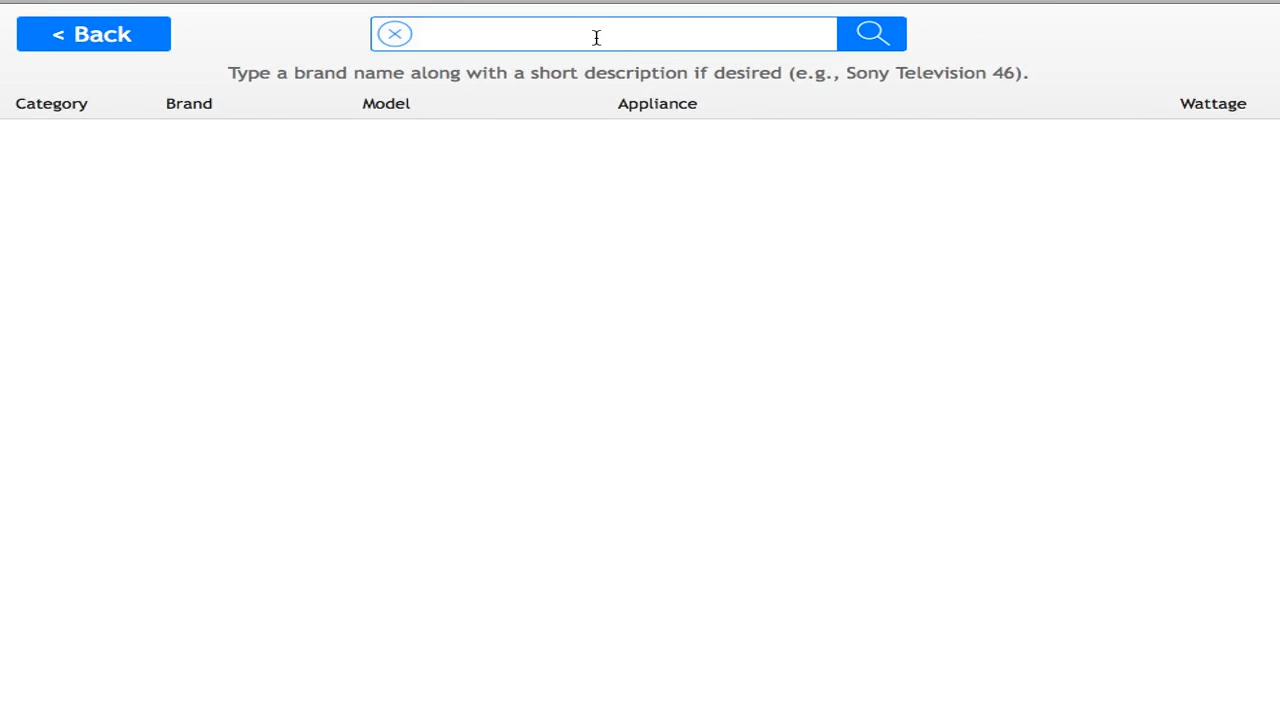 < Back
Type a brand name along with a short description if desired (e.g., Sony Television 46).
Category Brand Model Appliance Wattage